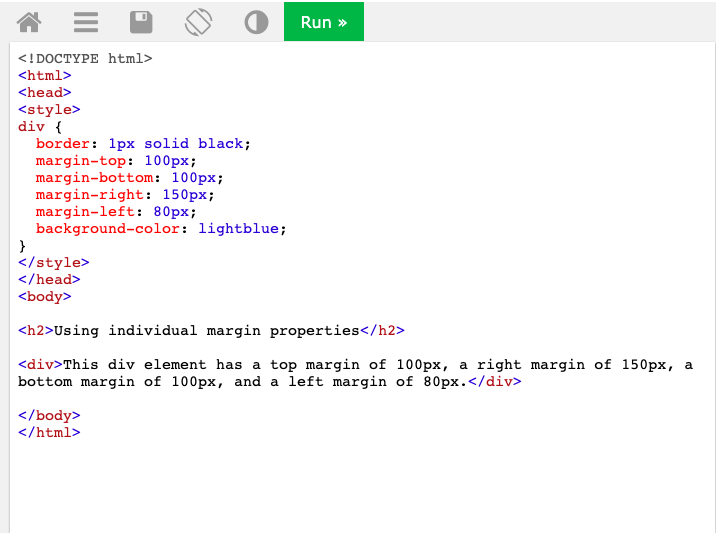 Run »
<!DOCTYPE html>
<html>
<head>
<style>
div {
  border: 1px solid black;
  margin-top: 100px;
  margin-bottom: 100px;
  margin-right: 150px;
  margin-left: 80px;
  background-color: lightblue;
}
</style>
</head>
<body>

<h2>Using individual margin properties</h2>

<div>This div element has a top margin of 100px, a right margin of 150px, a
bottom margin of 100px, and a left margin of 80px.</div>

</body>
</html>